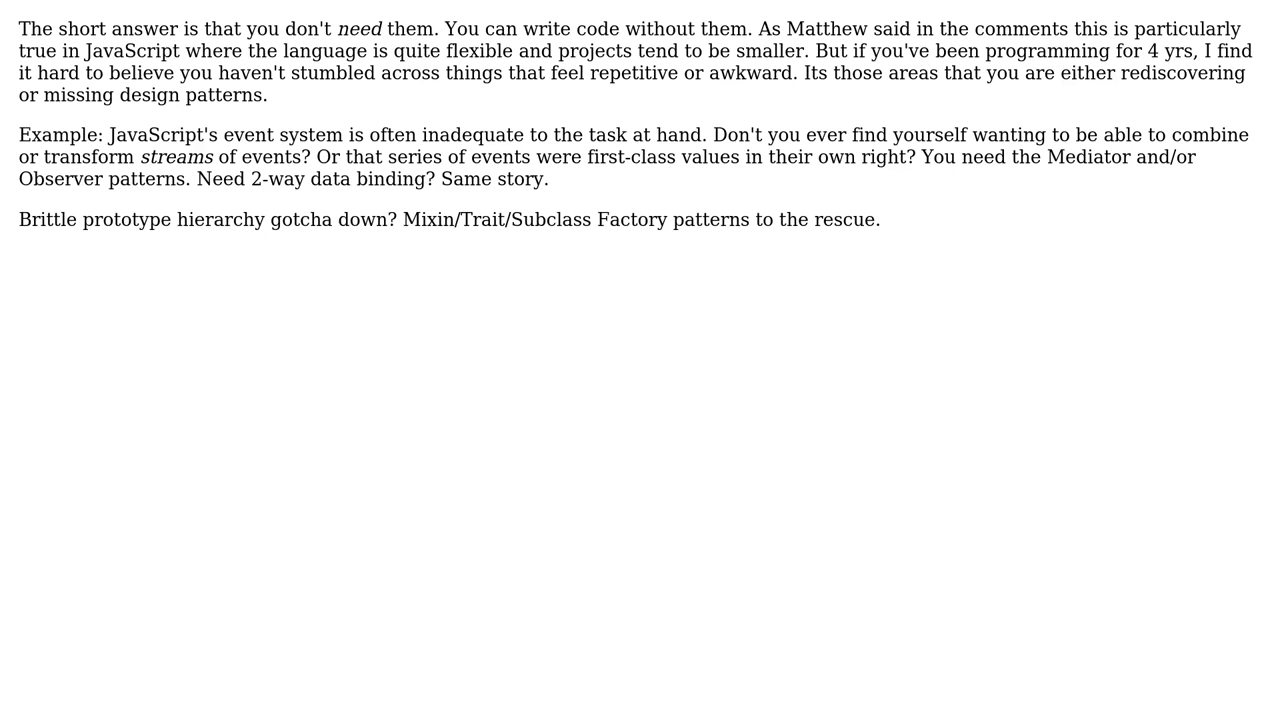 The short answer is that you don't need them. You can write code without them. As Matthew said in the comments this is particularly
true in JavaScript where the language is quite flexible and projects tend to be smaller. But if you've been programming for 4 yrs, I find
it hard to believe you haven't stumbled across things that feel repetitive or awkward. Its those areas that you are either rediscovering
or missing design patterns.
Example: JavaScript's event system is often inadequate to the task at hand. Don't you ever find yourself wanting to be able to combine
or transform streams of events? Or that series of events were first-class values in their own right? You need the Mediator and/or
Observer patterns. Need 2-way data binding? Same story.
Brittle prototype hierarchy gotcha down? Mixin/Trait/Subclass Factory patterns to the rescue.